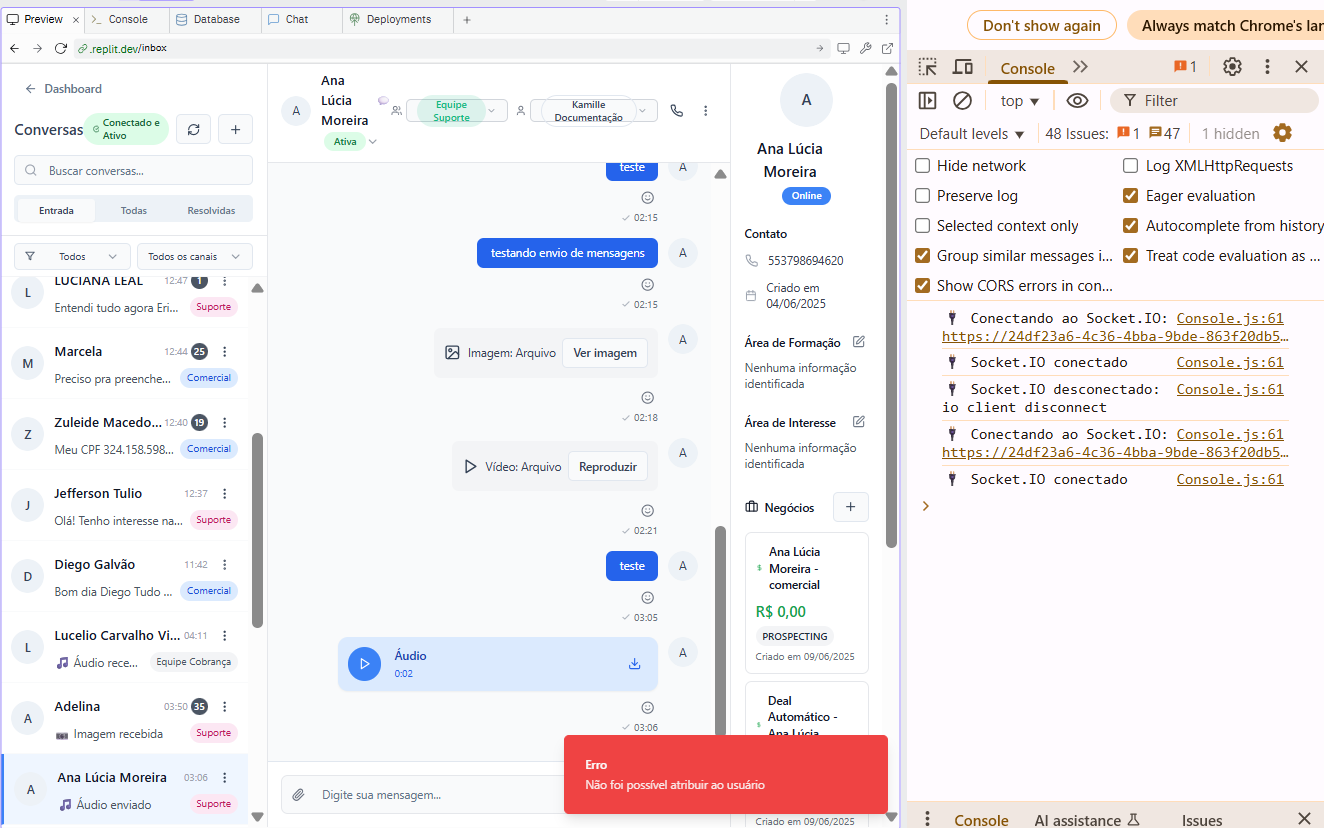 Preview
Console
Database
Chat
Deployments
.replit.dev/inbox
Dashboard
Conversas
Conectado e
Ativo
Buscar conversas...
Entrada
Todas
Resolvidas
Todos
Todos os canais
L
LUCIANA LEAL
12:47
1
Entendi tudo agora Eri...
Suporte
M
Marcela
12:44
25
Preciso pra preenche...
Comercial
Z
Zuleide Macedo...
12:40
19
Meu CPF 324.158.598...
Comercial
J
Jefferson Tulio
12:37
Olá! Tenho interesse na...
Suporte
D
Diego Galvão
11:42
Bom dia Diego Tudo ...
Comercial
L
Lucelio Carvalho Vi...
04:11
Áudio rece...
Equipe Cobrança
A
Adelina
03:50
35
Imagem recebida
Suporte
A
Ana Lúcia Moreira
03:06
Áudio enviado
Suporte
A
Ana
Lúcia
Moreira
Ativa
Equipe
Suporte
Kamille
Documentação
teste
A
02:15
testando envio de mensagens
A
02:15
Imagem: Arquivo
Ver imagem
A
02:18
Vídeo: Arquivo
Reproduzir
A
02:21
teste
A
03:05
Áudio
0:02
A
03:06
Digite sua mensagem...
A
Ana Lúcia
Moreira
Online
Contato
553798694620
Criado em
04/06/2025
Área de Formação
Nenhuma informação
identificada
Área de Interesse
Nenhuma informação
identificada
Negócios
Ana Lúcia
Moreira -
comercial
R$ 0,00
PROSPECTING
Criado em 09/06/2025
Deal
Automático -
Ana Lúcia
Criado em 09/06/2025
Erro
Não foi possível atribuir ao usuário
Don't show again
Always match Chrome's lan
Console
1
top
Filter
Default levels
48 Issues:
1
47
1 hidden
Hide network
Log XMLHttpRequests
Preserve log
Eager evaluation
Selected context only
Autocomplete from history
Group similar messages i...
Treat code evaluation as ...
Show CORS errors in con...
Conectando ao Socket.IO: Console.js:61
https://24df23a6-4c36-4bba-9bde-863f20db5...
Socket.IO conectado Console.js:61
Socket.IO desconectado: Console.js:61
io client disconnect
Conectando ao Socket.IO: Console.js:61
https://24df23a6-4c36-4bba-9bde-863f20db5...
Socket.IO conectado Console.js:61
Console
AI assistance
Issues